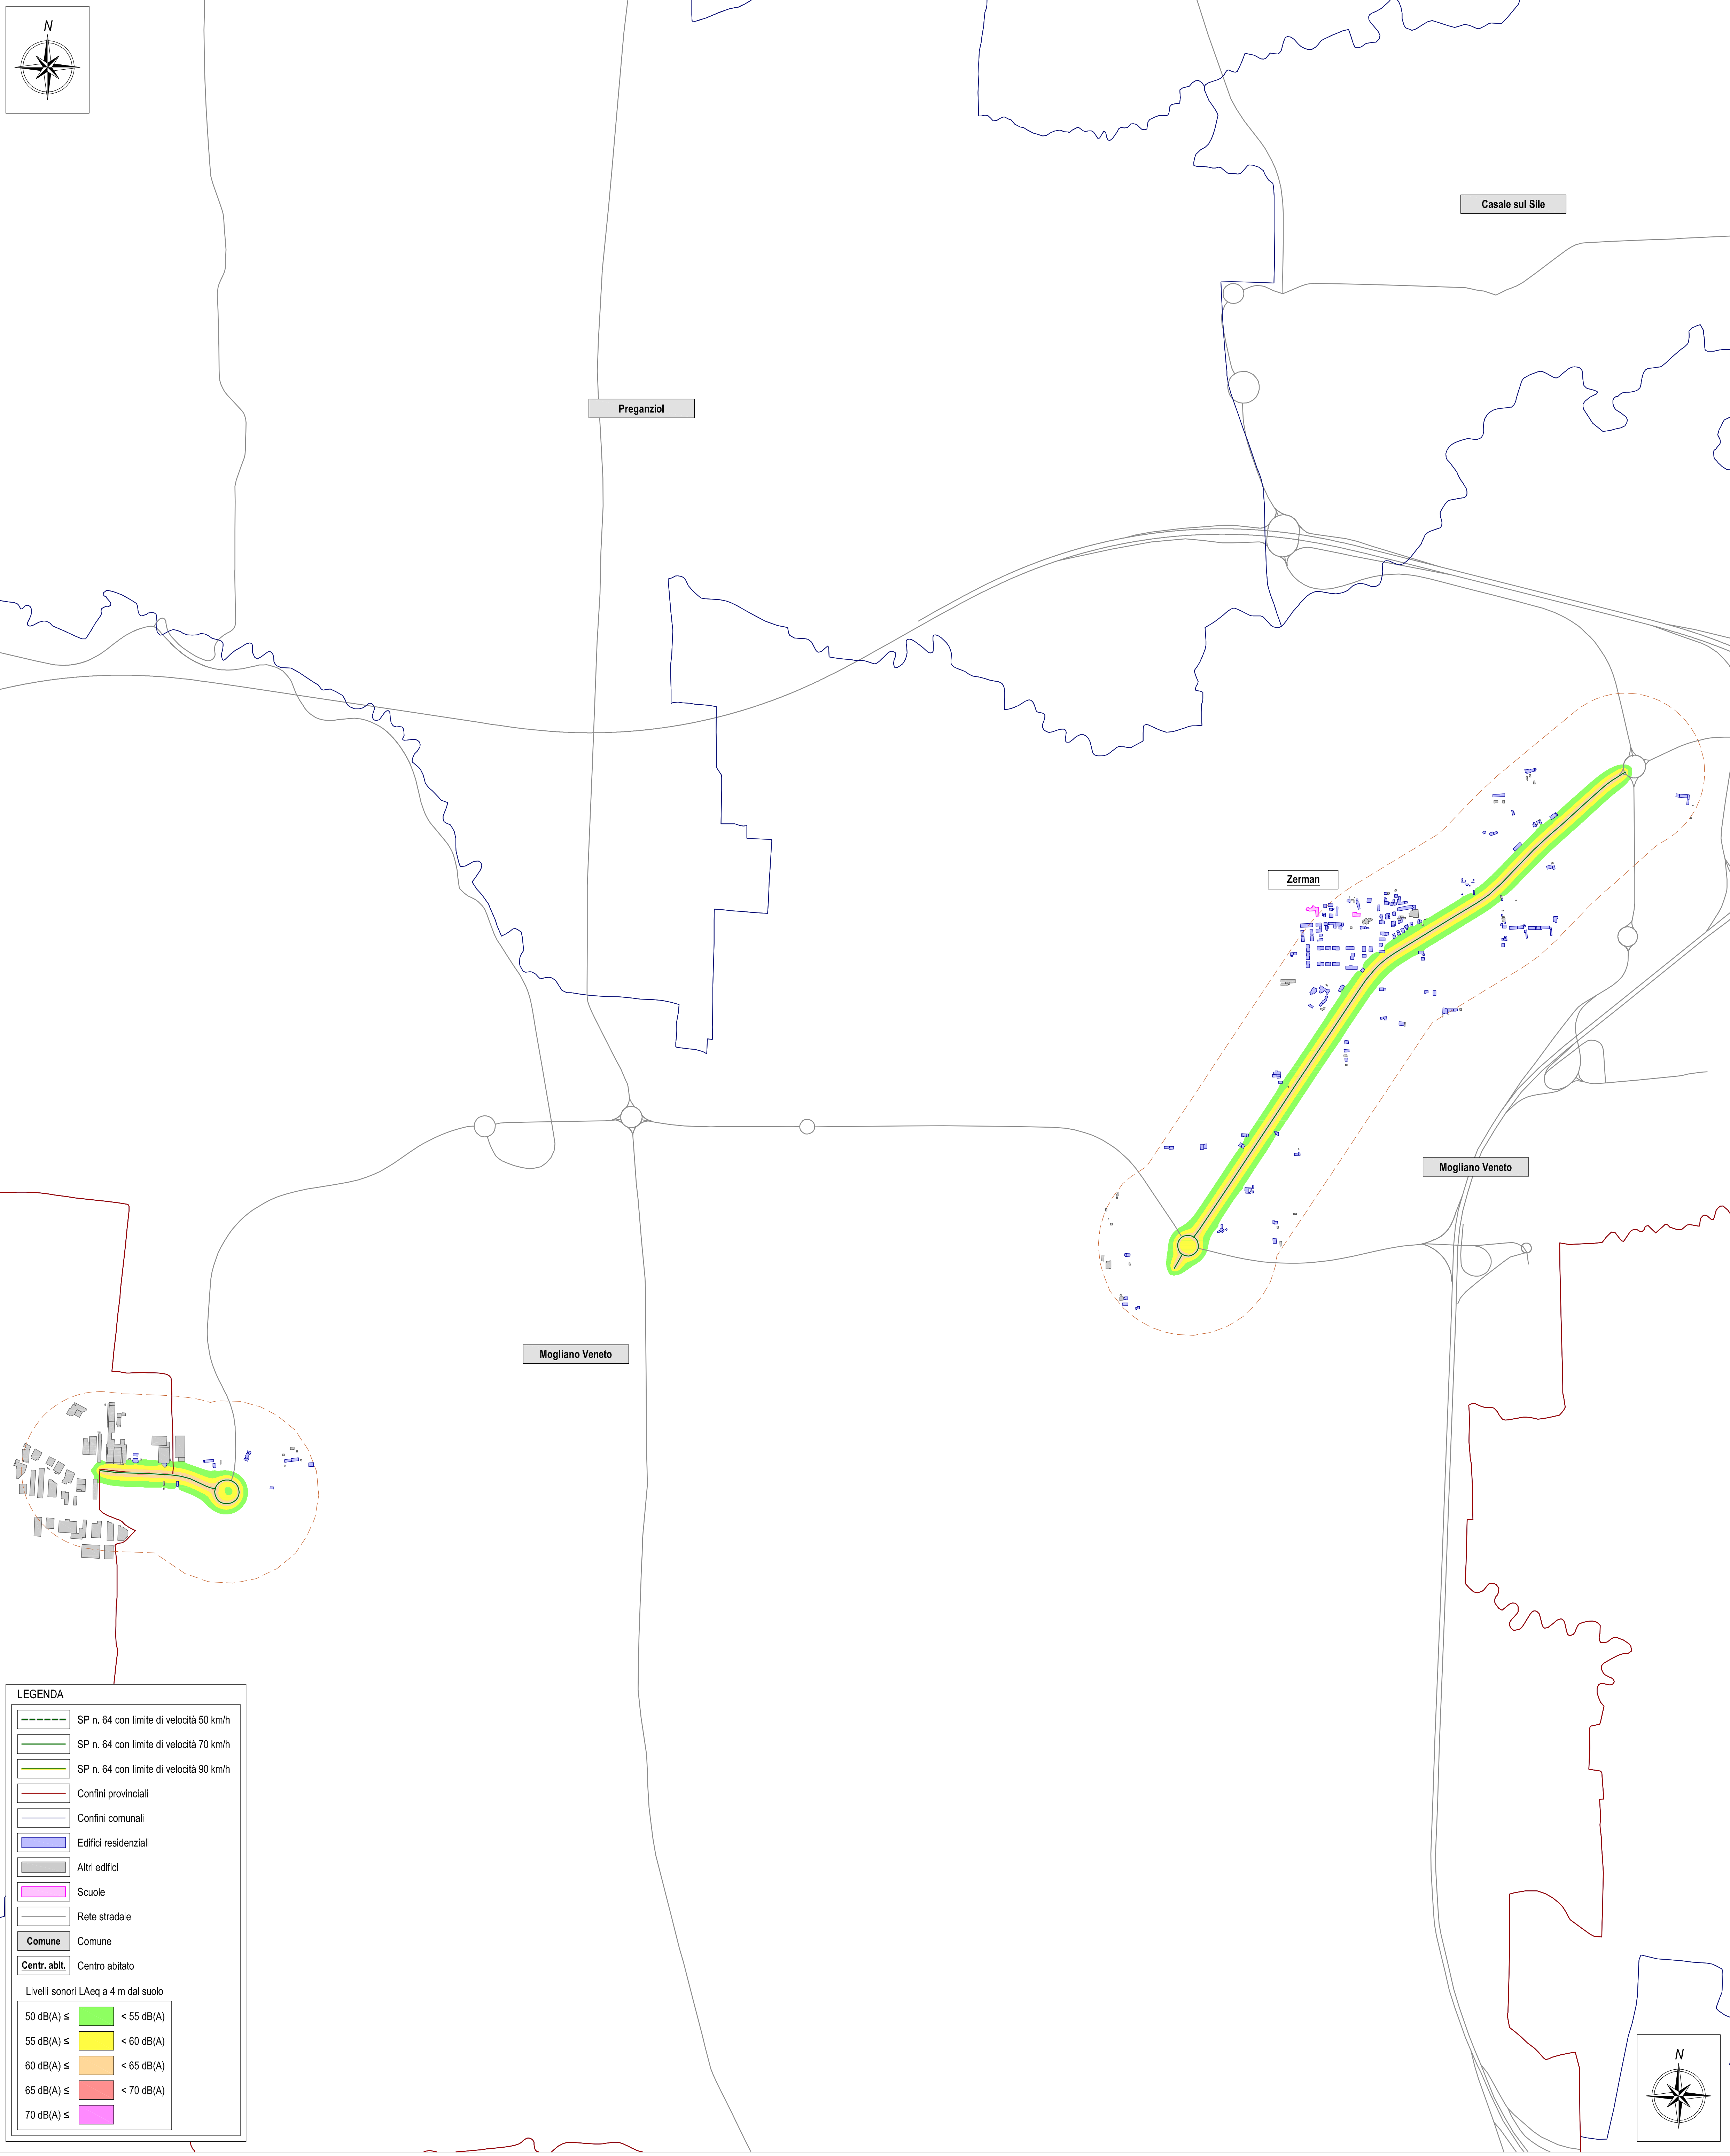 N
Casale sul Sile
Preganziol
Zerman
Mogliano Veneto
Mogliano Veneto
LEGENDA
SP n. 64 con limite di velocità 50 km/h
SP n. 64 con limite di velocità 70 km/h
SP n. 64 con limite di velocità 90 km/h
Confini provinciali
Confini comunali
Edifici residenziali
Altri edifici
Scuole
Rete stradale
Comune Comune
Centr. abit. Centro abitato
Livelli sonori LAeq a 4 m dal suolo
50 dB(A) ≤ < 55 dB(A)
55 dB(A) ≤ < 60 dB(A)
60 dB(A) ≤ < 65 dB(A)
65 dB(A) ≤ < 70 dB(A)
70 dB(A) ≤
N